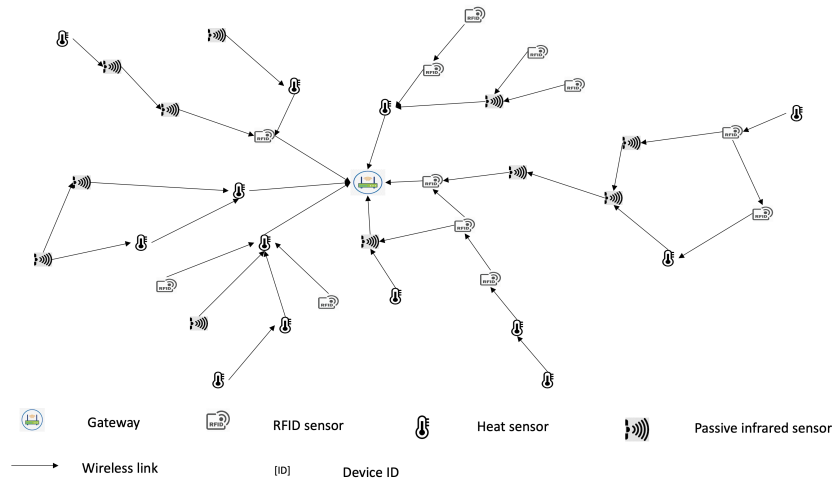 RFID
RFID
RFID
RFID
RFID
RFID
RFID
RFID
RFID
RFID
RFID
RFID
Gateway
RFID
RFID sensor
Heat sensor
Passive infrared sensor
Wireless link
[ID]
Device ID